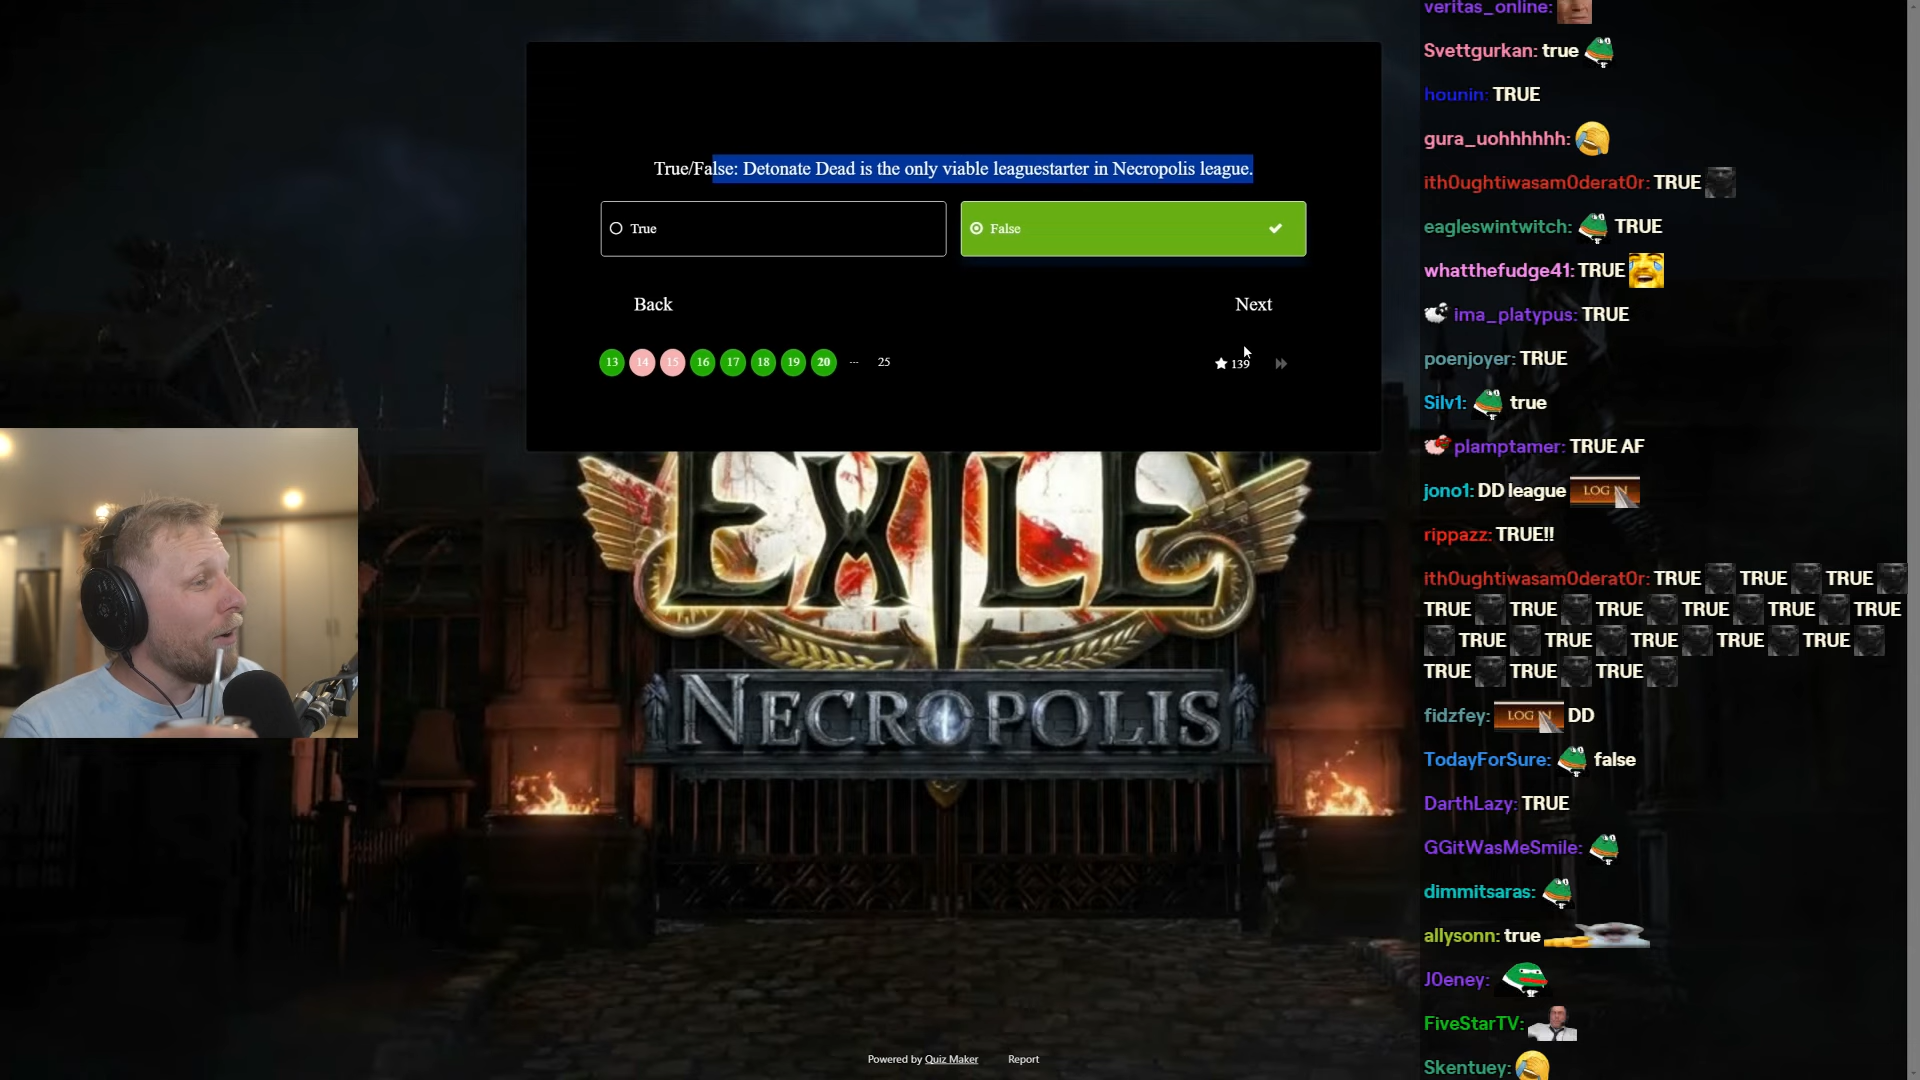 True/False: Detonate Dead is the only viable leaguestarter in Necropolis league.
True
False
Back
Next
13 14 15 16 17 18 19 20 ... 25
139
EXILE
NECROPOLIS
Powered by Quiz Maker
Report
veritas_online:
Svettgurkan: true
hounin: TRUE
gura_uohhhhhh:
ith0ughtiwasam0derat0r: TRUE
eagleswintwitch: TRUE
whatthefudge41: TRUE
ima_platypus: TRUE
poenjoyer: TRUE
Silv1: true
plamptamer: TRUE AF
jono1: DD league LOG IN
rippazz: TRUE!!
ith0ughtiwasam0derat0r: TRUE TRUE TRUE
TRUE TRUE TRUE TRUE TRUE TRUE
TRUE TRUE TRUE TRUE TRUE
TRUE TRUE TRUE
fidzfey: LOG IN DD
TodayForSure: false
DarthLazy: TRUE
GGitWasMeSmile:
dimmitsaras:
allysonn: true
J0eney:
FiveStarTV:
Skentuey: